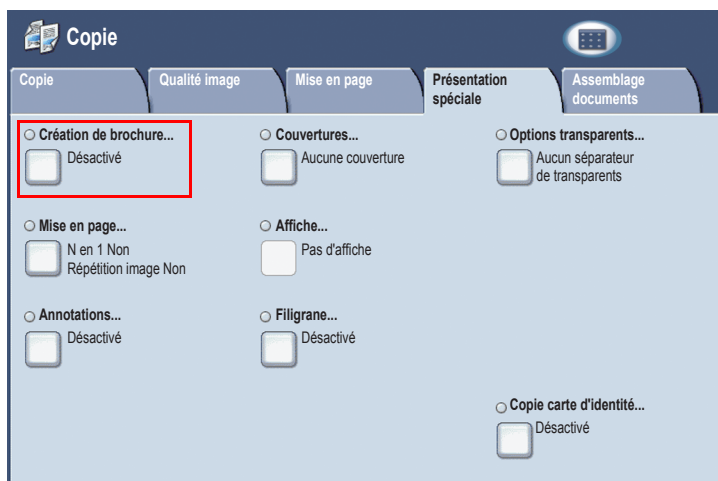 Copie
Copie
Qualité image
Mise en page
Présentation
spéciale
Assemblage
documents
Création de brochure...
Désactivé
Couvertures...
Aucune couverture
Options transparents...
Aucun séparateur
de transparents
Mise en page...
N en 1 Non
Répétition image Non
Affiche...
Pas d'affiche
Annotations...
Désactivé
Filigrane...
Désactivé
Copie carte d'identité...
Désactivé